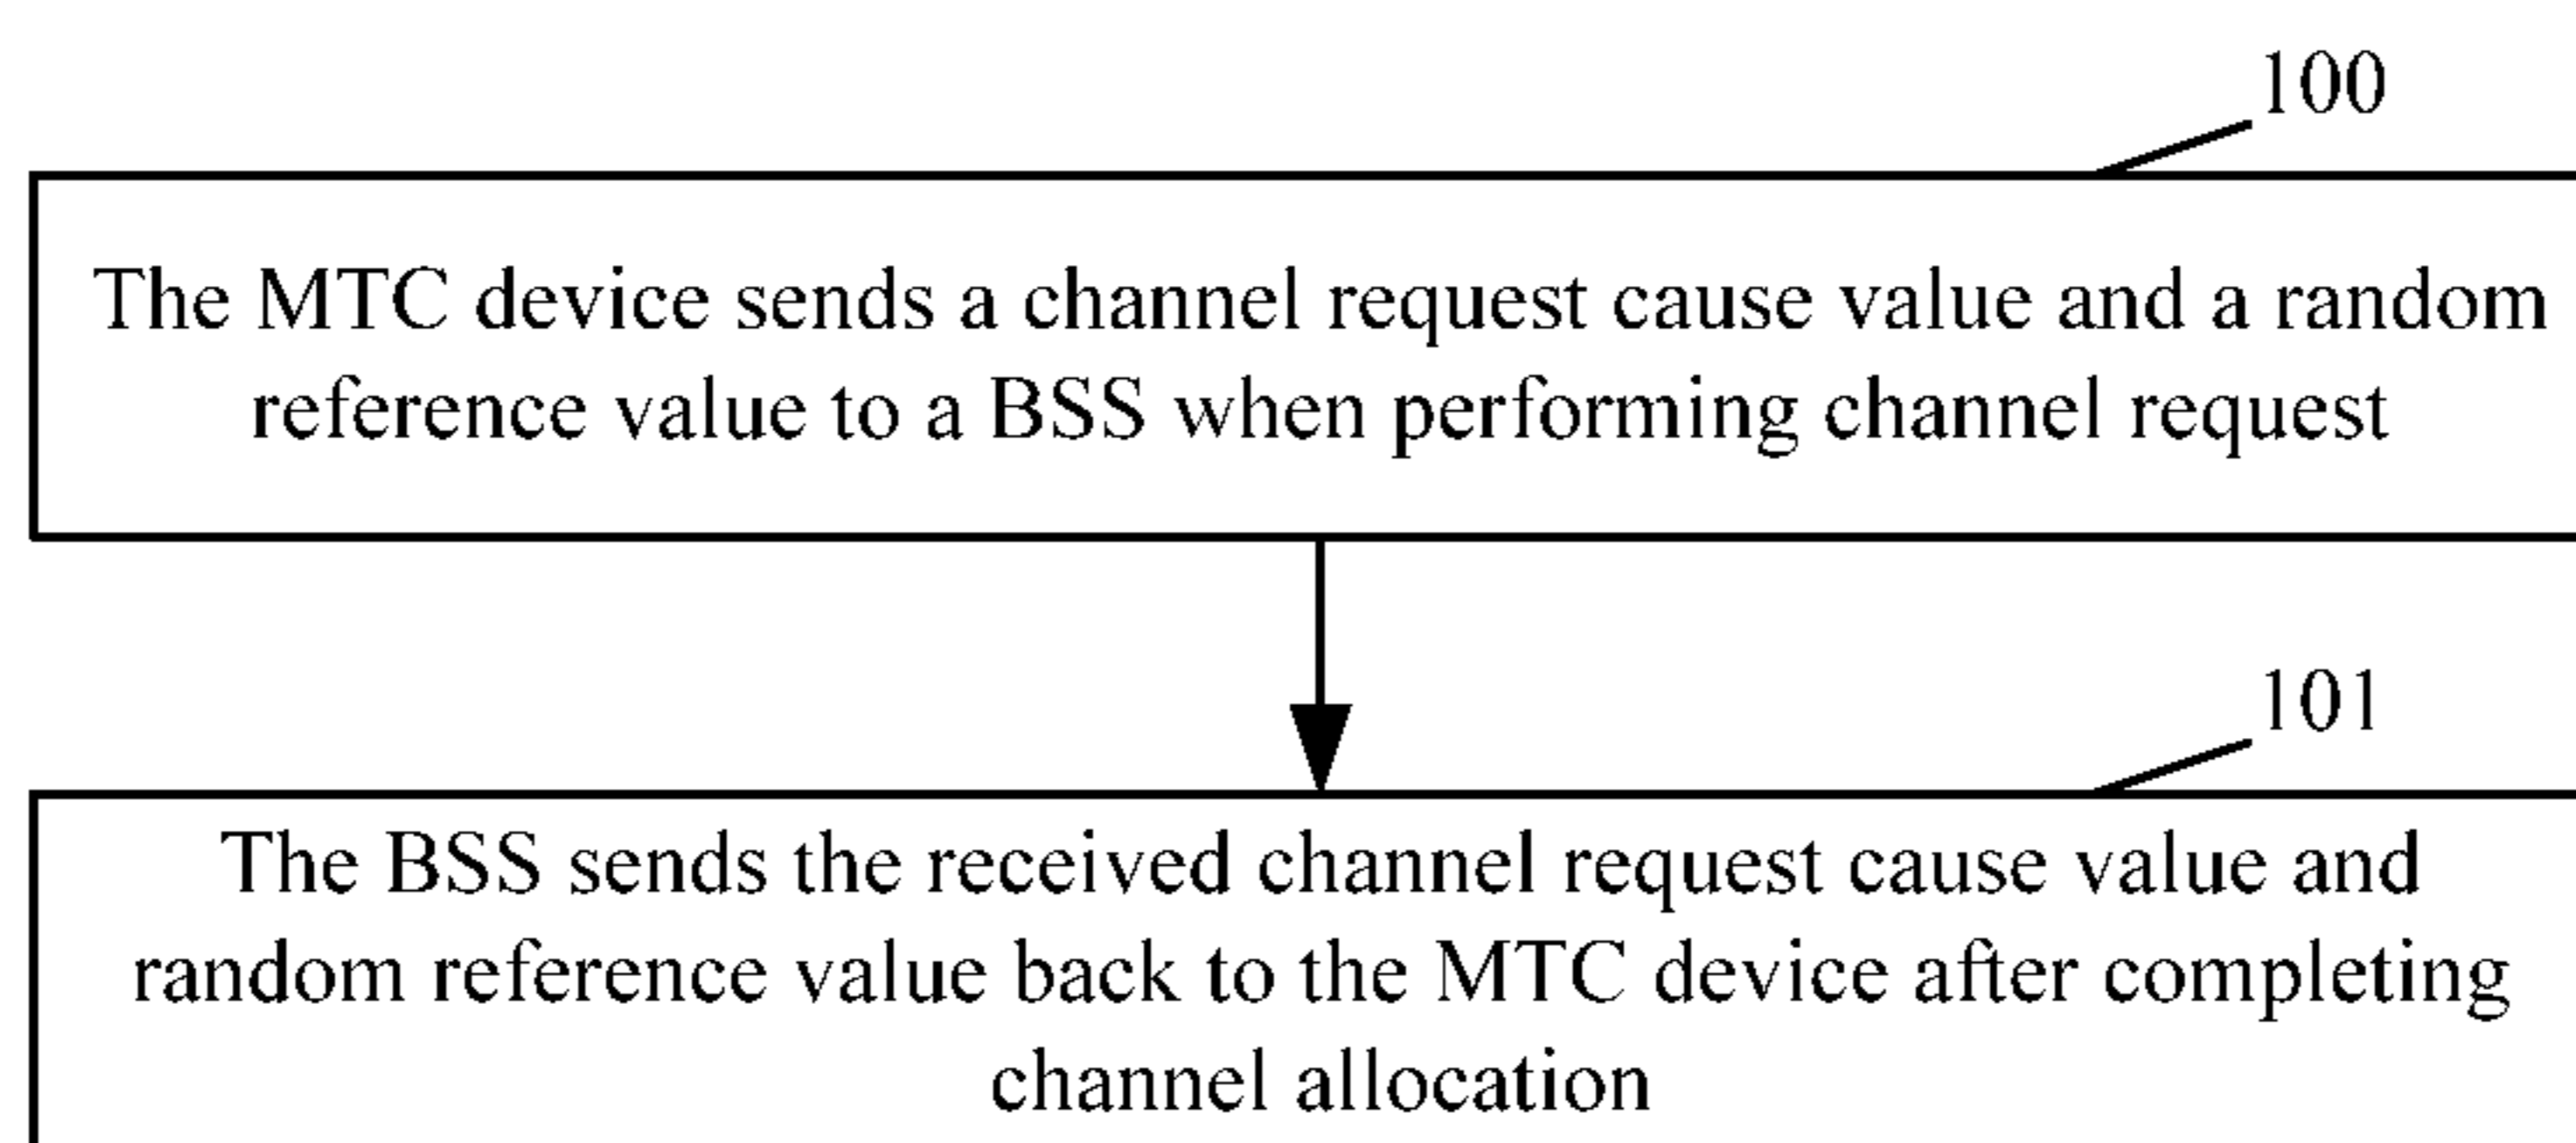 100
The MTC device sends a channel request cause value and a random
reference value to a BSS when performing channel request
101
The BSS sends the received channel request cause value and
random reference value back to the MTC device after completing
channel allocation